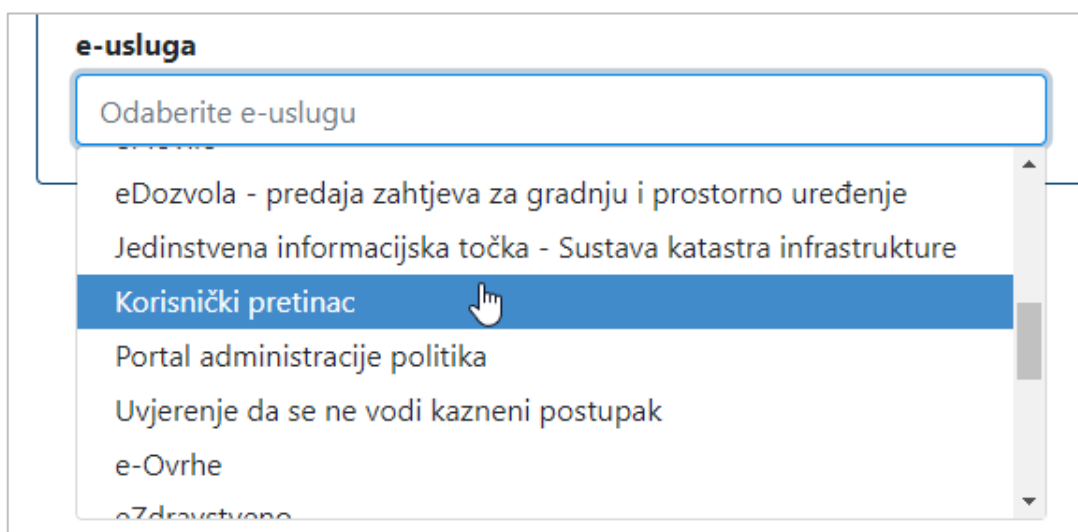 e-usluga
Odaberite e-uslugu
eDozvola - predaja zahtjeva za gradnju i prostorno uređenje
Jedinstvena informacijska točka - Sustava katastra infrastrukture
Korisnički pretinac
Portal administracije politika
Uvjerenje da se ne vodi kazneni postupak
e-Ovrhe
eZdravstveno